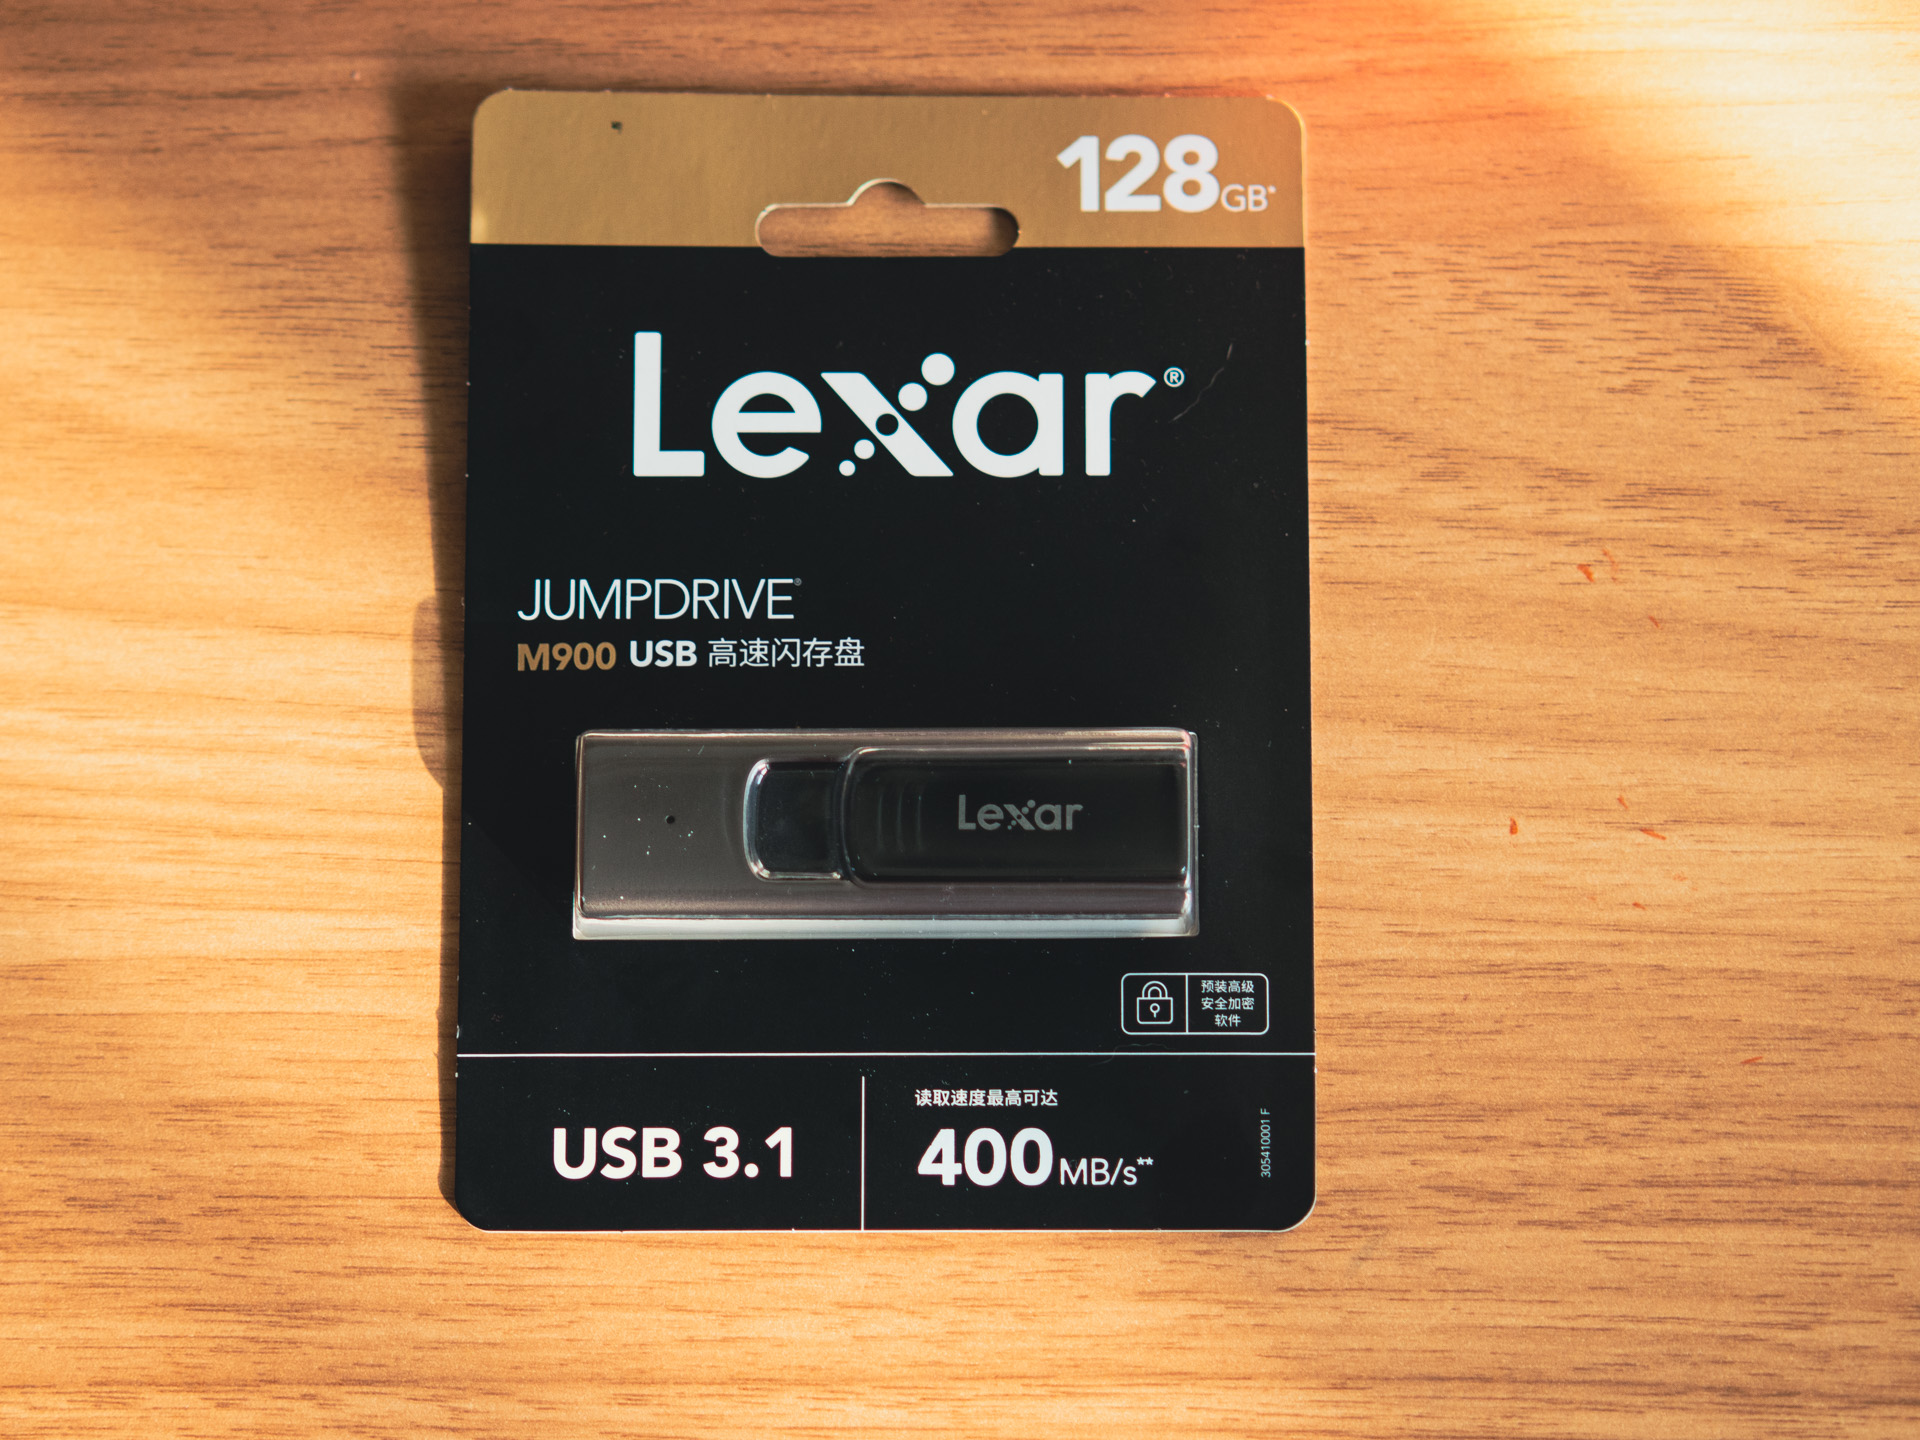 128GB*
Lexar®
JUMPDRIVE®
M900 USB 高速闪存盘
Lexar
预装高级
安全加密
软件
USB 3.1
读取速度最高可达
400MB/s**
305410001 F